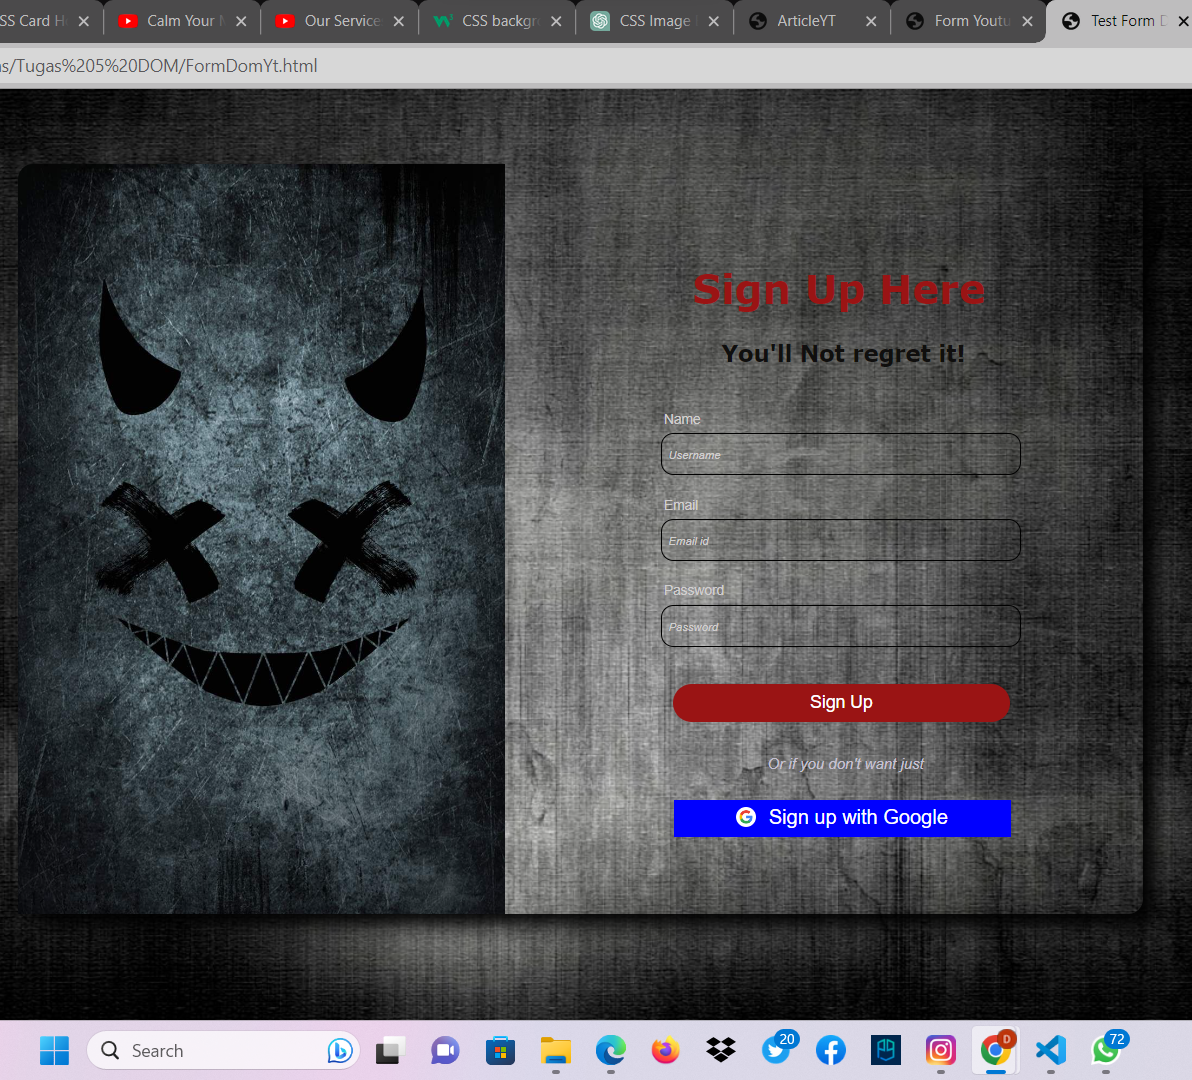 SS Card H
Calm Your
Our Service
CSS backgr
CSS Image
ArticleYT
Form Youtu
Test Form D
s/Tugas%205%20DOM/FormDomYt.html
Sign Up Here
You'll Not regret it!
Name
Username
Email
Email id
Password
Password
Sign Up
Or if you don't want just
Sign up with Google
Search
20
D
72